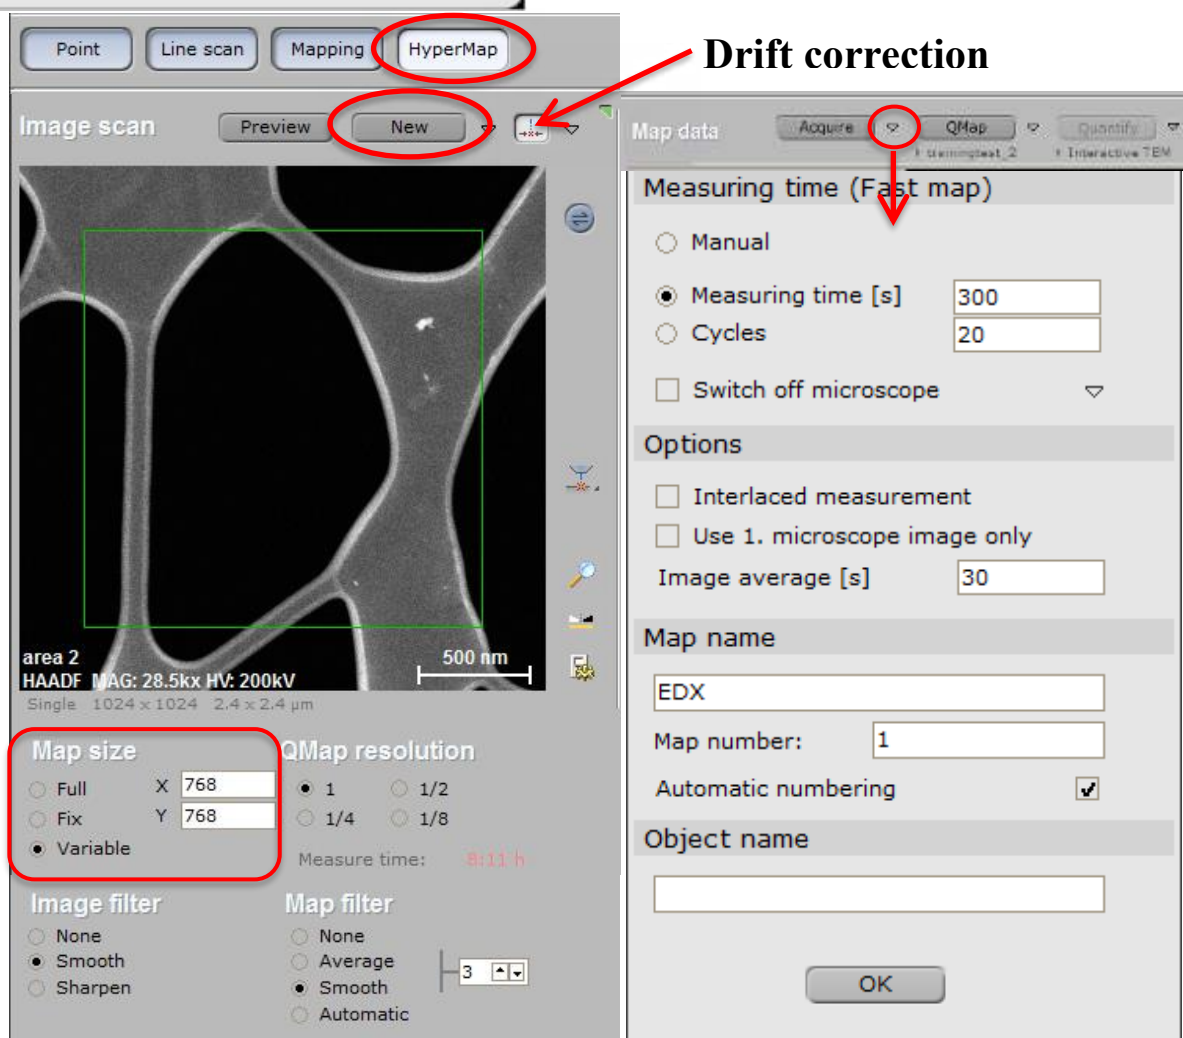 Point Line scan Mapping HyperMap
Drift correction
Image scan Preview New
area 2
500 nm
HAADF MAG: 28.5kx HV: 200kV
Single 1024 x 1024 2.4 x 2.4 µm
Map size
Full X 768
Fix Y 768
Variable
QMap resolution
1 1/2
1/4 1/8
Measure time: 8:11 h
Image filter
None
Smooth
Sharpen
Map filter
None
Average
Smooth
Automatic
3
Map data Acquire QMap Quantify
trainingtest_2 Interactive TEM
Measuring time (Fast map)
Manual
Measuring time [s] 300
Cycles 20
Switch off microscope
Options
Interlaced measurement
Use 1. microscope image only
Image average [s] 30
Map name
EDX
Map number: 1
Automatic numbering
Object name
OK